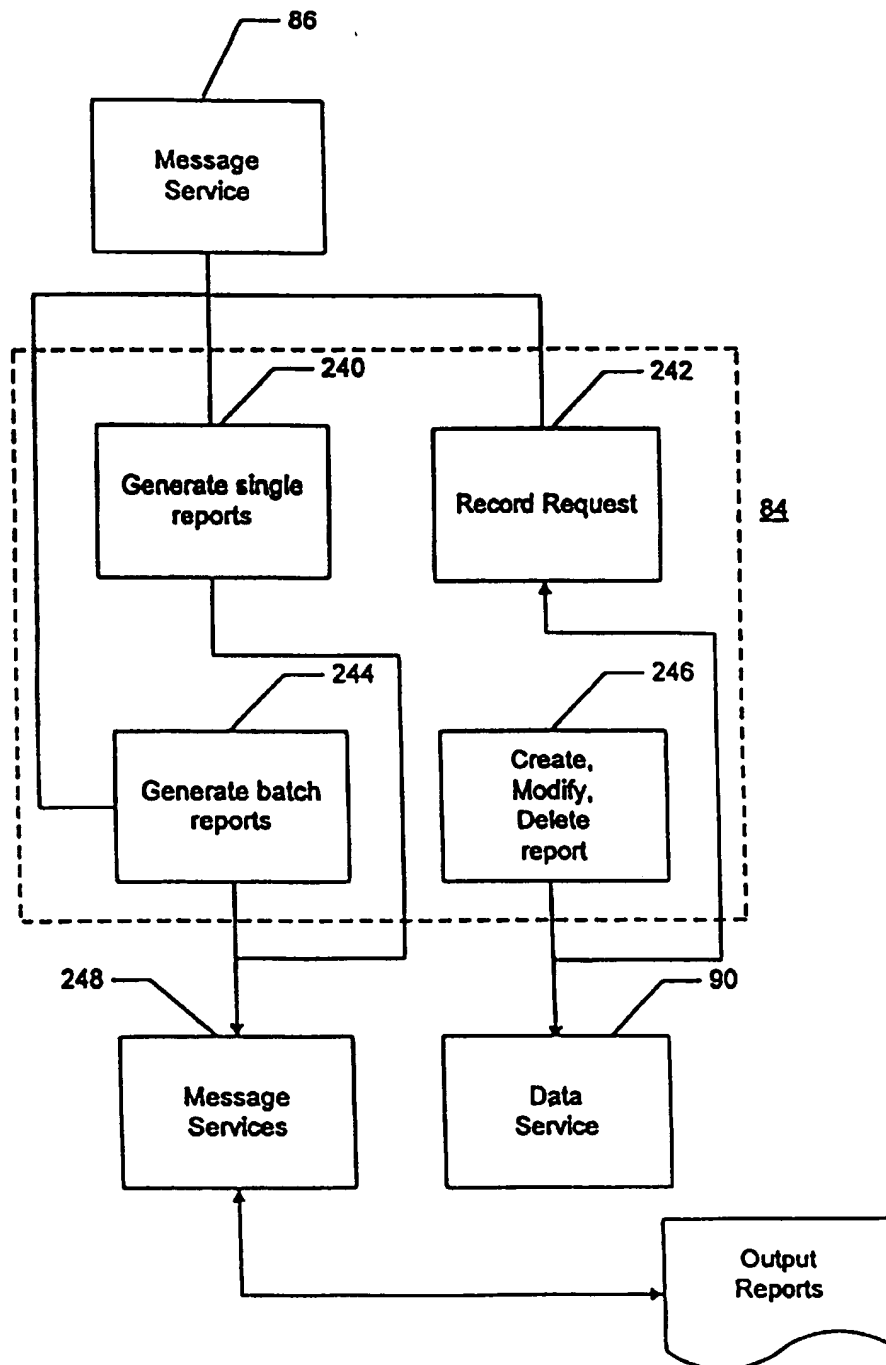 86
Message
Service
240
242
Generate single
reports
Record Request
84
244
246
Generate batch
reports
Create,
Modify,
Delete
report
248
90
Message
Services
Data
Service
Output
Reports